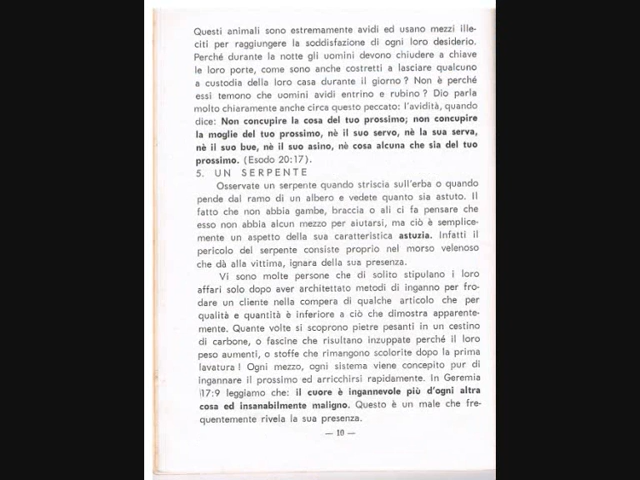 Questi animali sono estremamente avidi ed usano mezzi ille-
citi per raggiungere la soddisfazione di ogni loro desiderio.
Perché durante la notte gli uomini devono chiudere a chiave
le loro porte, come sono anche costretti a lasciare qualcuno
a custodia della loro casa durante il giorno ? Non è perché
essi temono che uomini avidi entrino e rubino ? Dio parla
molto chiaramente anche circa questo peccato: l'avidità, quando
dice: Non concupire la cosa del tuo prossimo; non concupire
la moglie del tuo prossimo, nè il suo servo, nè la sua serva,
nè il suo bue, nè il suo asino, nè cosa alcuna che sia del tuo
prossimo. (Esodo 20:17).
5. UN SERPENTE
Osservate un serpente quando striscia sull'erba o quando
pende dal ramo di un albero e vedete quanto sia astuto. Il
fatto che non abbia gambe, braccia o ali ci fa pensare che
esso non abbia alcun mezzo per aiutarsi, ma ciò è semplice-
mente un aspetto della sua caratteristica astuzia. Infatti il
pericolo del serpente consiste proprio nel morso velenoso
che dà alla vittima, ignara della sua presenza.
Vi sono molte persone che di solito stipulano i loro
affari solo dopo aver architettato metodi di inganno per fro-
dare un cliente nella compera di qualche articolo che per
qualità e quantità è inferiore a ciò che dimostra apparente-
mente. Quante volte si scoprono pietre pesanti in un cestino
di carbone, o fascine che risultano inzuppate perché il loro
peso aumenti, o stoffe che rimangono scolorite dopo la prima
lavatura ! Ogni mezzo, ogni sistema viene concepito pur di
ingannare il prossimo ed arricchirsi rapidamente. In Geremia
17:9 leggiamo che: il cuore è ingannevole più d'ogni altra
cosa ed insanabilmente maligno. Questo è un male che fre-
quentemente rivela la sua presenza.
— 10 —